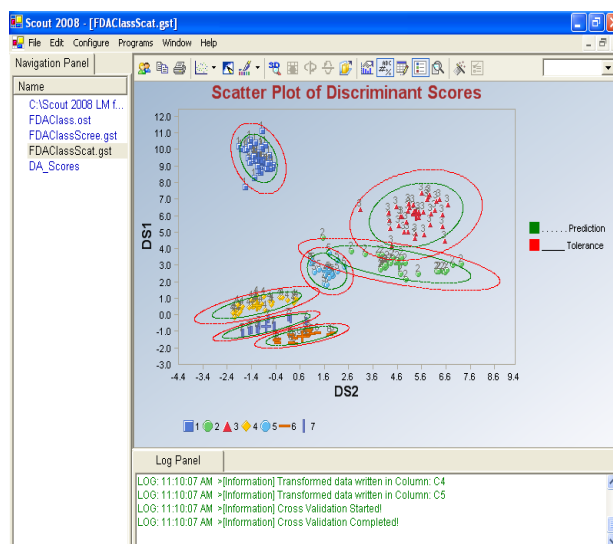 Scout 2008 - [FDAClassScat.gst]
File Edit Configure Programs Window Help
Navigation Panel
Name
C:\Scout 2008 LM f...
FDAClass.ost
FDAClassScree.gst
FDAClassScat.gst
DA_Scores
Scatter Plot of Discriminant Scores
DS1
12.0
11.0
10.0
9.0
8.0
7.0
6.0
5.0
4.0
3.0
2.0
1.0
0.0
-1.0
-2.0
-3.0
-4.4 -3.4 -2.4 -1.4 -0.4 0.6 1.6 2.6 3.6 4.6 5.4 6.4 7.4 8.4 9.4
DS2
...... Prediction
_____ Tolerance
1 2 3 4 5 6 7
Log Panel
LOG: 11:10:07 AM >[Information] Transformed data written in Column: C4
LOG: 11:10:07 AM >[Information] Transformed data written in Column: C5
LOG: 11:10:07 AM >[Information] Cross Validation Started!
LOG: 11:10:07 AM >[Information] Cross Validation Completed!